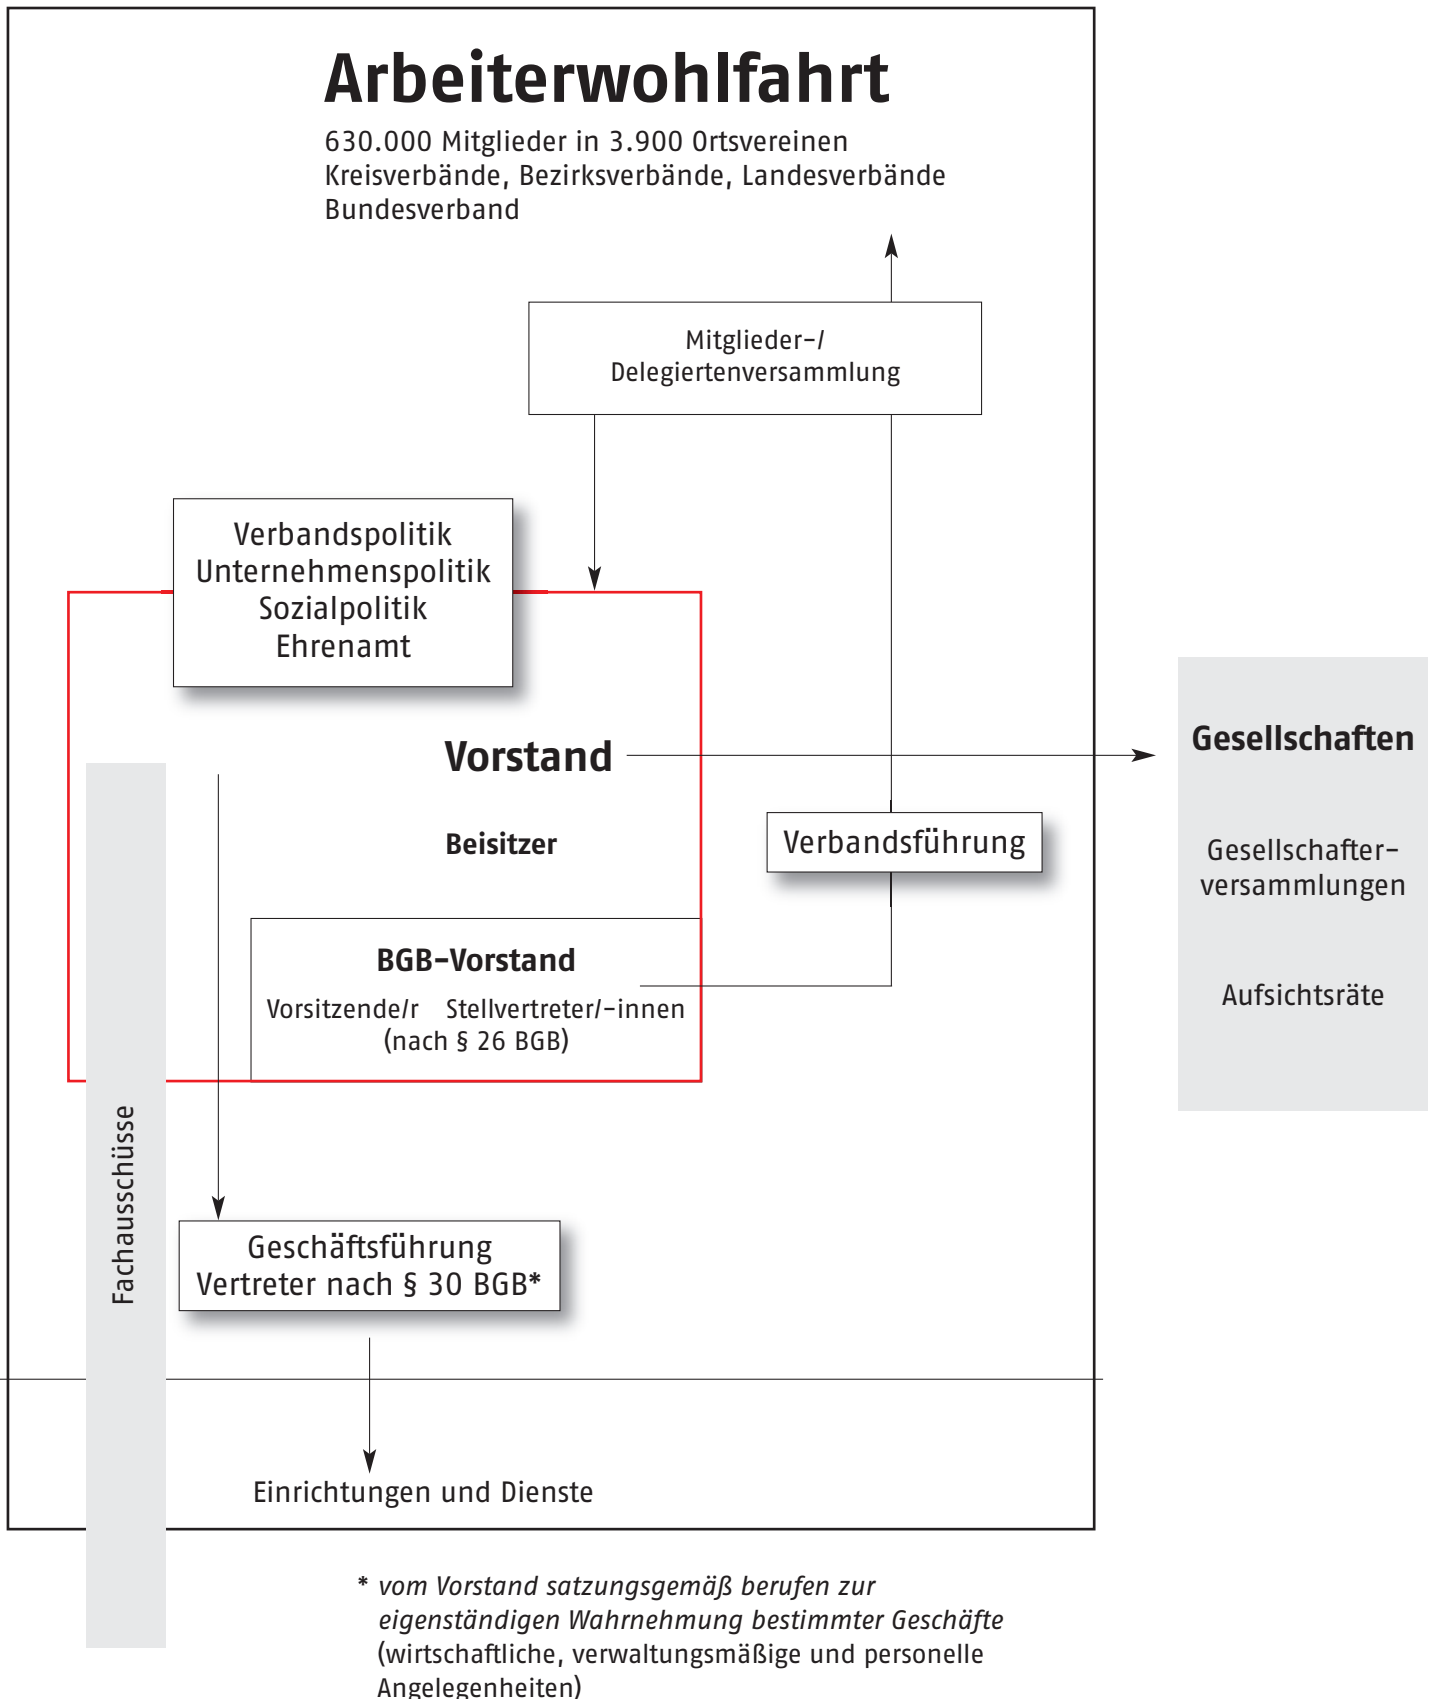 Arbeiterwohlfahrt
630.000 Mitglieder in 3.900 Ortsvereinen
Kreisverbände, Bezirksverbände, Landesverbände
Bundesverband
Mitglieder-/
Delegiertenversammlung
Verbandspolitik
Unternehmenspolitik
Sozialpolitik
Ehrenamt
Vorstand
Beisitzer
BGB-Vorstand
Vorsitzende/r Stellvertreter/-innen
(nach § 26 BGB)
Verbandsführung
Gesellschaften
Gesellschafter-
versammlungen
Aufsichtsräte
Fachausschüsse
Geschäftsführung
Vertreter nach § 30 BGB*
Einrichtungen und Dienste
* vom Vorstand satzungsgemäß berufen zur
eigenständigen Wahrnehmung bestimmter Geschäfte
(wirtschaftliche, verwaltungsmäßige und personelle
Angelegenheiten)